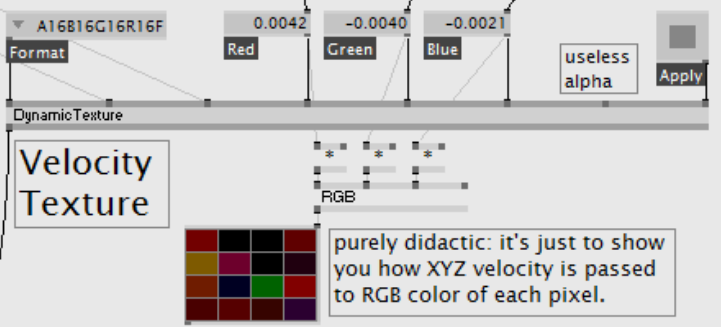 A16B16G16R16F 0.0042 -0.0040 -0.0021
Format Red Green Blue useless
alpha Apply
DynamicTexture
Velocity
Texture
* * *
RGB
purely didactic: it's just to show
you how XYZ velocity is passed
to RGB color of each pixel.